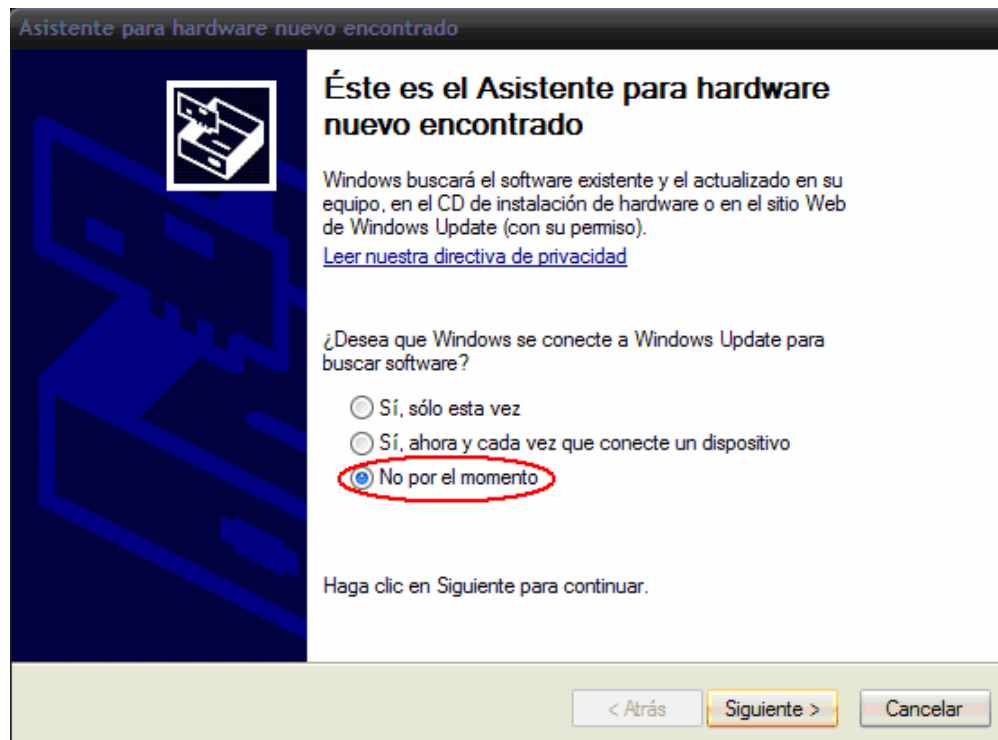 Asistente para hardware nuevo encontrado
Éste es el Asistente para hardware
nuevo encontrado
Windows buscará el software existente y el actualizado en su
equipo, en el CD de instalación de hardware o en el sitio Web
de Windows Update (con su permiso).
Leer nuestra directiva de privacidad
¿Desea que Windows se conecte a Windows Update para
buscar software?
Sí, sólo esta vez
Sí, ahora y cada vez que conecte un dispositivo
No por el momento
Haga clic en Siguiente para continuar.
< Atrás
Siguiente >
Cancelar